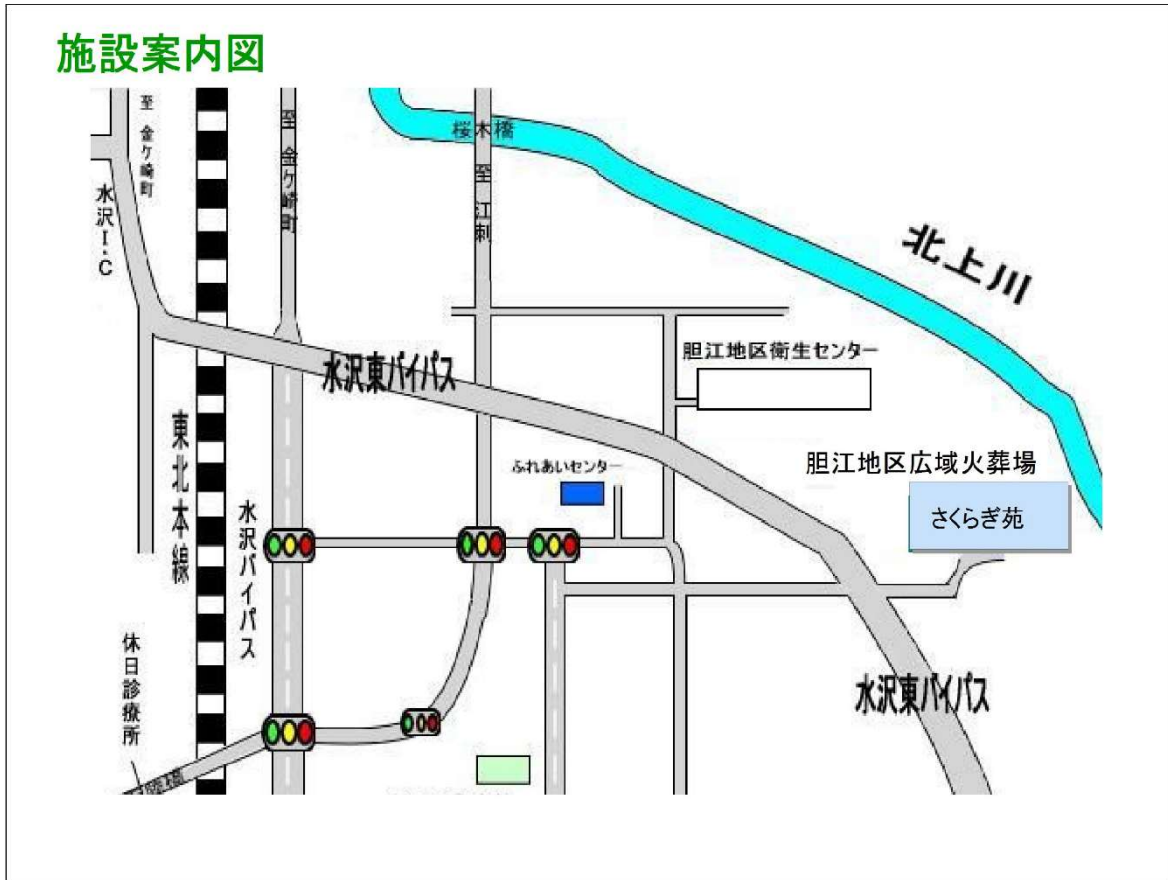 施設案内図
至 金ケ崎町
至 金ケ崎町
桜木橋
至 江刺
水沢I・C
北上川
水沢東バイパス
胆江地区衛生センター
東北本線
ふれあいセンター
胆江地区広域火葬場
さくらぎ苑
水沢バイパス
休日診療所
水沢東バイパス
陸橋